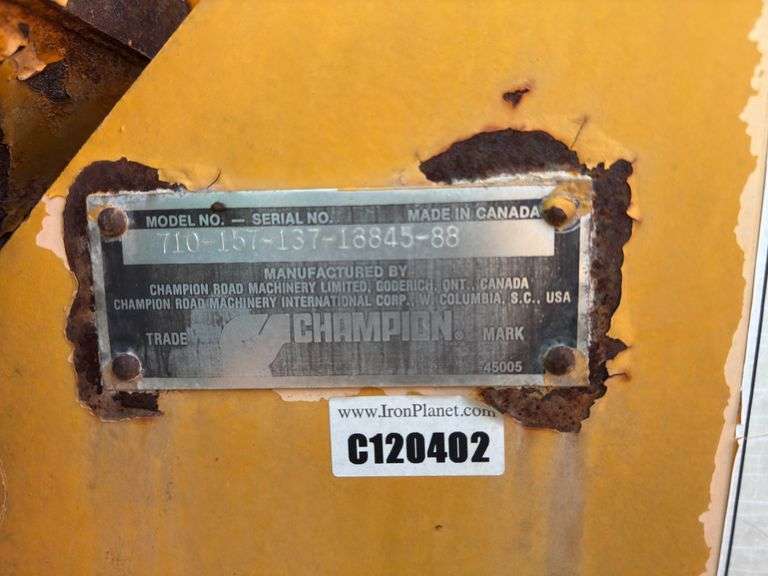 MODEL NO. – SERIAL NO. MADE IN CANADA
710-157-137-18845-88
MANUFACTURED BY
CHAMPION ROAD MACHINERY LIMITED, GODERICH, ONT., CANADA
CHAMPION ROAD MACHINERY INTERNATIONAL CORP., W. COLUMBIA, S.C., USA
TRADE CHAMPION® MARK
45005
www.IronPlanet.com
C120402